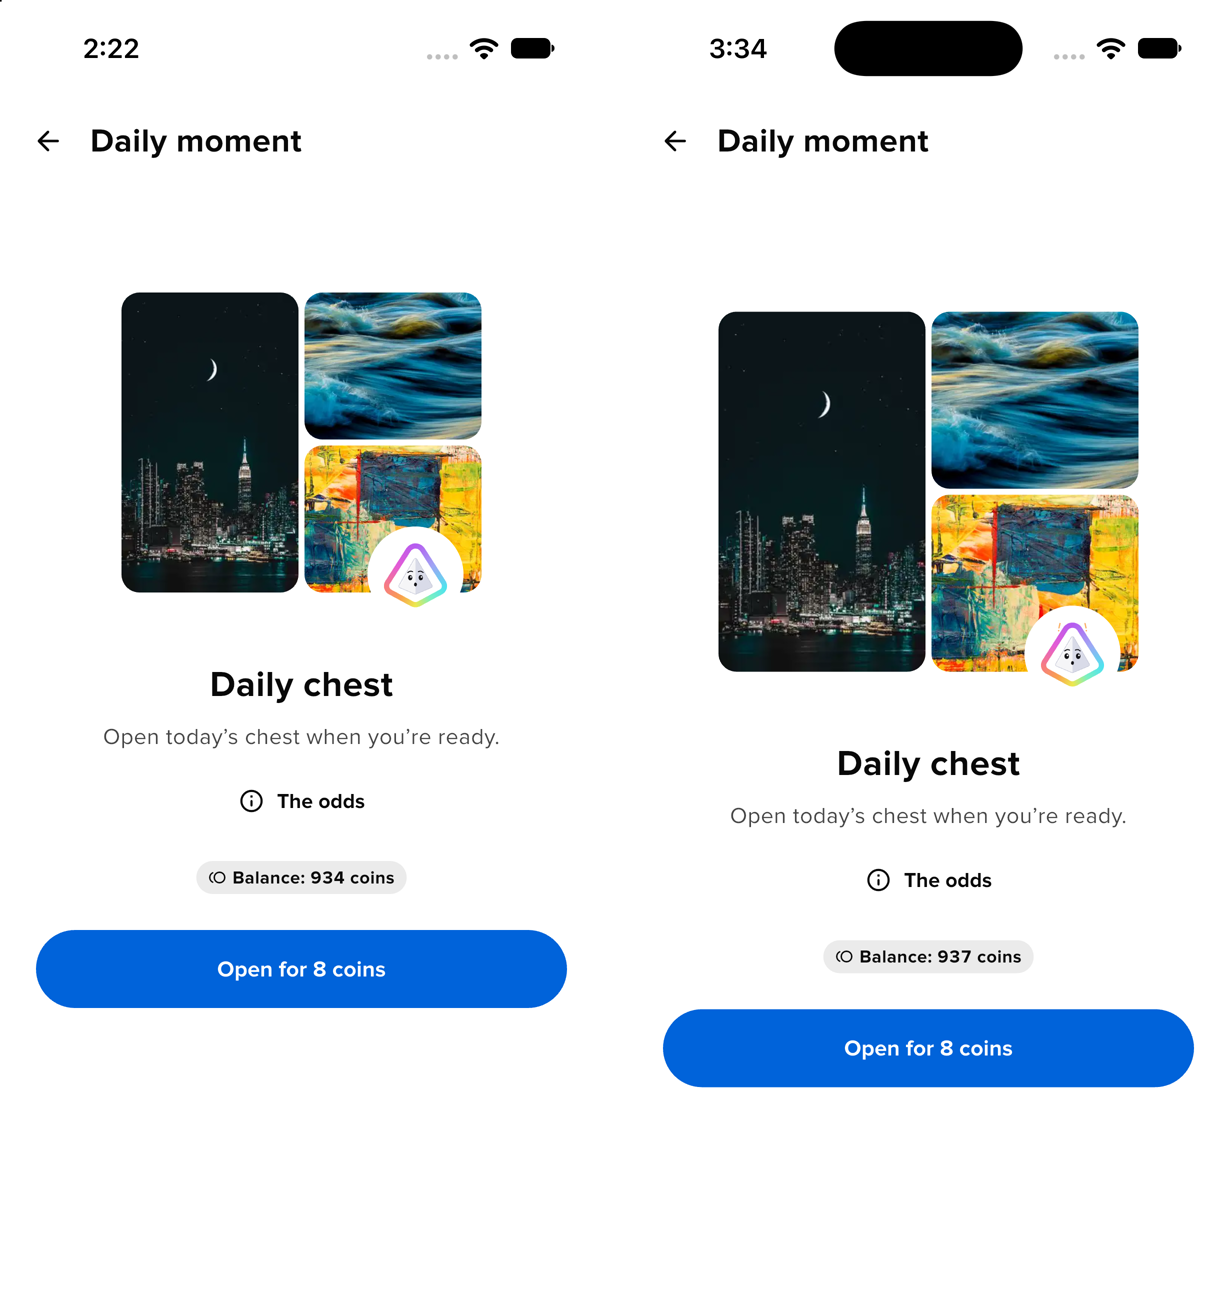 2:22
Daily moment
Daily chest
Open today’s chest when you’re ready.
The odds
Balance: 934 coins
Open for 8 coins
3:34
Daily moment
Daily chest
Open today’s chest when you’re ready.
The odds
Balance: 937 coins
Open for 8 coins